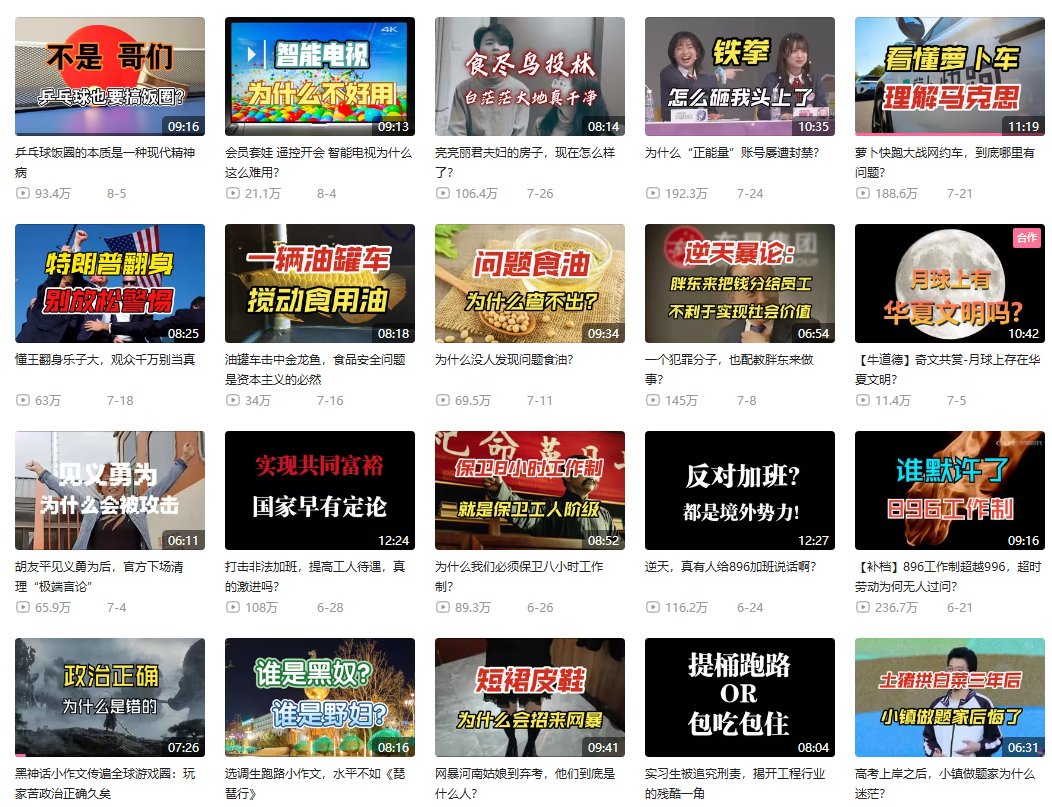 不是 哥们
乒乓球也要搞饭圈?
09:16
乒乓球饭圈的本质是一种现代精神
病
93.4万 8-5
4K
智能电视
为什么不好用
09:13
会员套娃 遥控开会 智能电视为什么
这么难用?
21.1万 8-4
食尽鸟投林
白茫茫大地真干净
08:14
亮亮丽君夫妇的房子，现在怎么样
了?
106.4万 7-26
铁拳
怎么砸我头上了
10:35
为什么“正能量”账号屡遭封禁?
192.3万 7-24
看懂萝卜车
理解马克思
11:19
萝卜快跑大战网约车，到底哪里有
问题?
188.6万 7-21
特朗普翻身
别放松警惕
08:25
懂王翻身乐子大，观众千万别当真
63万 7-18
一辆油罐车
搅动食用油
08:18
油罐车击中金龙鱼，食品安全问题
是资本主义的必然
34万 7-16
问题食油
为什么查不出?
09:34
为什么没人发现问题食油?
69.5万 7-11
逆天暴论:
胖东来把钱分给员工
不利于实现社会价值
06:54
一个犯罪分子，也配教胖东来做
事?
145万 7-8
合作
月球上有
华夏文明吗?
10:42
【牛道德】奇文共赏-月球上存在华
夏文明?
11.4万 7-5
见义勇为
为什么会被攻击
06:11
胡友平见义勇为后，官方下场清
理“极端言论”
65.9万 7-4
实现共同富裕
国家早有定论
12:24
打击非法加班，提高工人待遇，真
的激进吗?
108万 6-28
保卫8小时工作制
就是保卫工人阶级
08:52
为什么我们必须保卫八小时工作
制?
89.3万 6-26
反对加班?
都是境外势力!
12:27
逆天，真有人给896加班说话啊?
116.2万 6-24
谁默许了
896工作制
09:16
【补档】896工作制超越996，超时
劳动为何无人过问?
236.7万 6-21
政治正确
为什么是错的
07:26
黑神话小作文传遍全球游戏圈：玩
家苦政治正确久矣
谁是黑奴?
谁是野妇?
08:16
选调生跑路小作文，水平不如《琵
琶行》
短裙皮鞋
为什么会招来网暴
09:41
网暴河南姑娘到弃考，他们到底是
什么人?
提桶跑路
OR
包吃包住
08:04
实习生被追究刑责，揭开工程行业
的残酷一角
土猪拱白菜三年后
小镇做题家后悔了
06:31
高考上岸之后，小镇做题家为什么
迷茫?